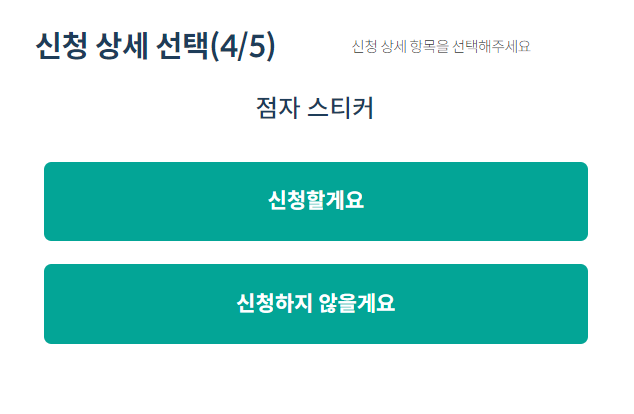 신청 상세 선택(4/5)
신청 상세 항목을 선택해주세요
점자 스티커
신청할게요
신청하지 않을게요